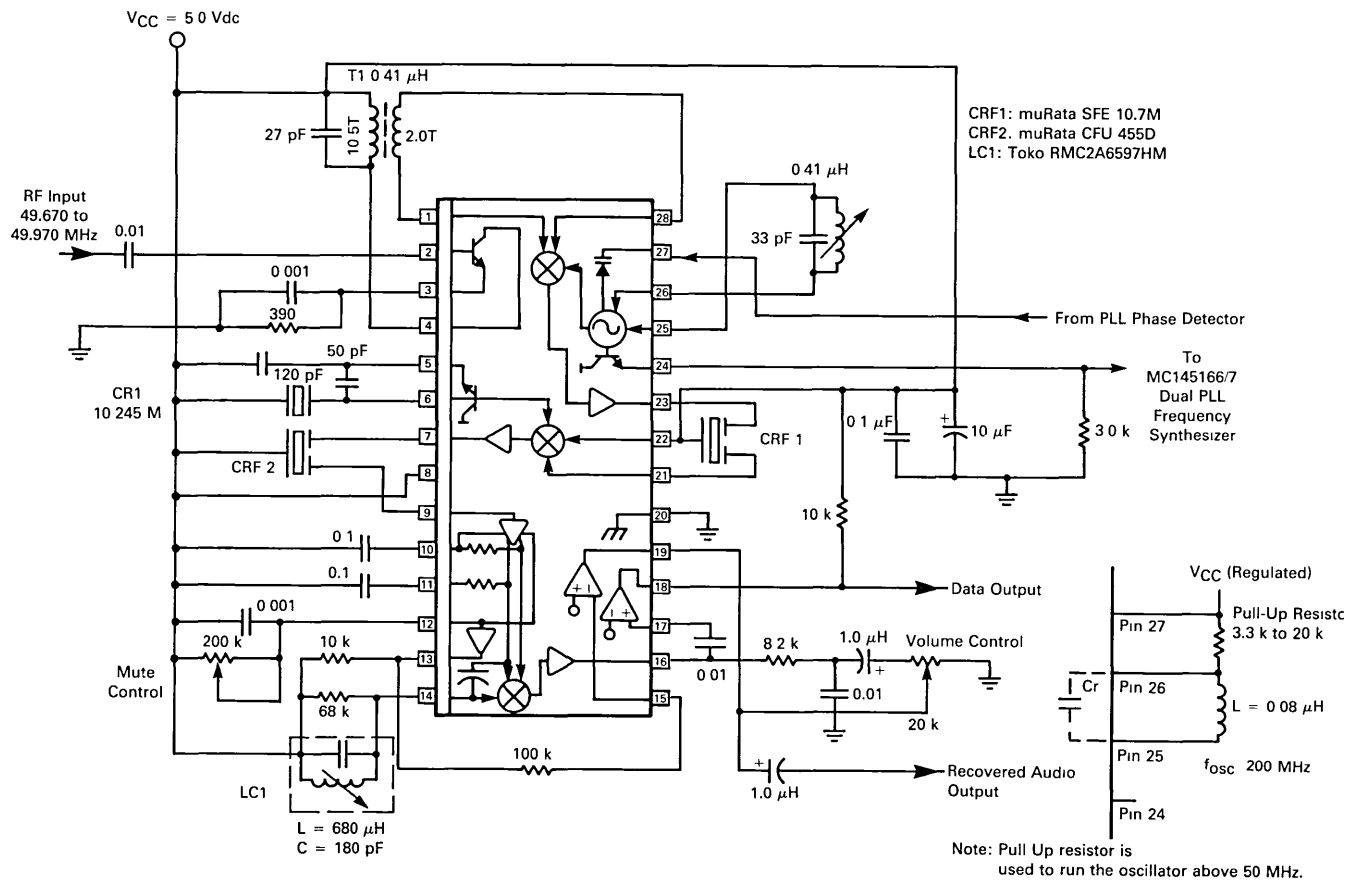 VCC = 5 0 Vdc
T1 0 41 μH
27 pF
10 5T
2.0T
CRF1: muRata SFE 10.7M
CRF2. muRata CFU 455D
LC1: Toko RMC2A6597HM
RF Input
49.670 to
49.970 MHz
0.01
0 41 μH
33 pF
0 001
390
From PLL Phase Detector
To
MC145166/7
Dual PLL
Frequency
Synthesizer
50 pF
120 pF
CR1
10 245 M
CRF 2
CRF 1
0 1 μF
+
10 μF
3 0 k
10 k
0 1
0.1
0 001
200 k
Mute
Control
10 k
68 k
1
2
3
4
5
6
7
8
9
10
11
12
13
14
28
27
26
25
24
23
22
21
20
19
18
17
16
15
+ −
− +
Data Output
0 01
8 2 k
1.0 μH
+
Volume Control
0.01
20 k
100 k
+
1.0 μH
Recovered Audio
Output
LC1
L = 680 μH
C = 180 pF
VCC (Regulated)
Pull-Up Resistc
3.3 k to 20 k
Pin 27
Cr
Pin 26
L = 0 08 μH
Pin 25
fosc 200 MHz
Pin 24
Note: Pull Up resistor is
used to run the oscillator above 50 MHz.